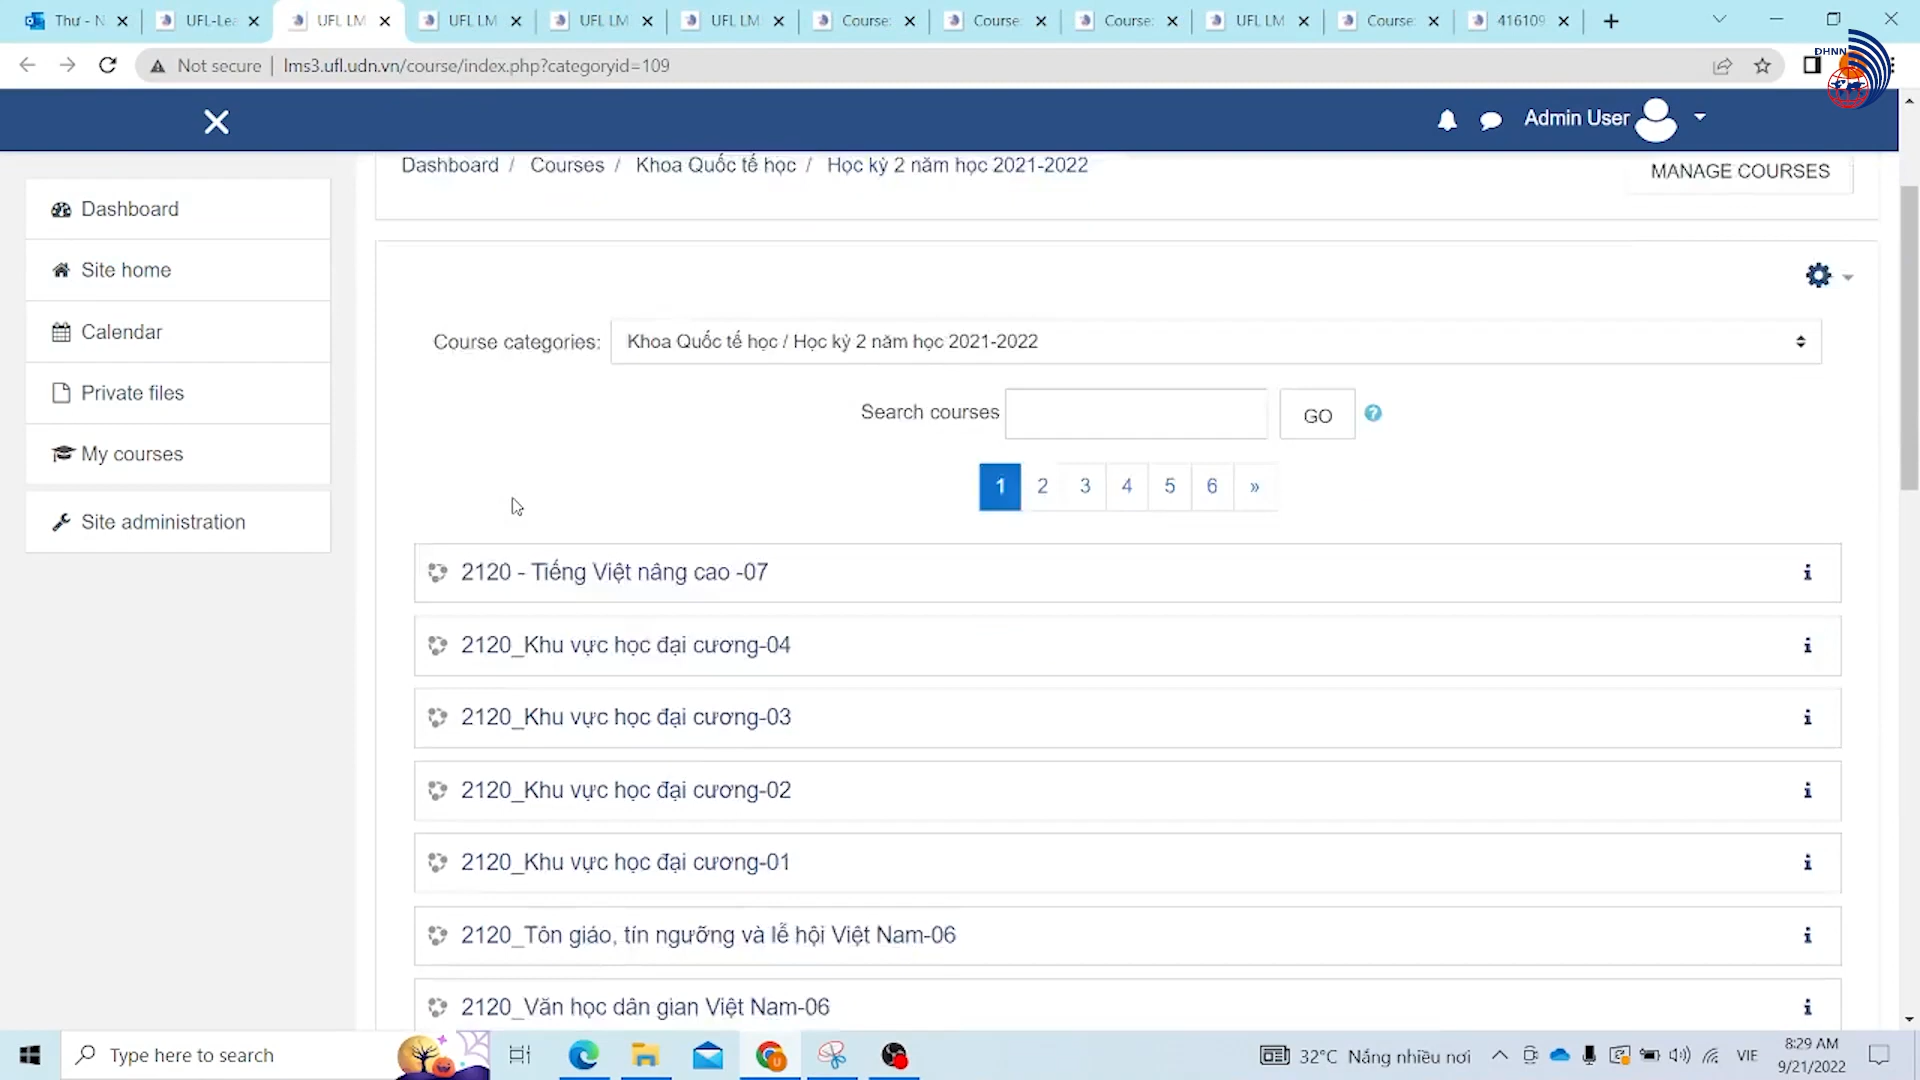 Thư - N
UFL-Lea
UFL LM
UFL LM
UFL LM
UFL LM
Course:
Course
Course:
UFL LM
Course:
416109
Not secure
lms3.ufl.udn.vn/course/index.php?categoryid=109
DHNN
Admin User
Dashboard / Courses / Khoa Quốc tế học / Học kỳ 2 năm học 2021-2022
MANAGE COURSES
Dashboard
Site home
Calendar
Private files
My courses
Site administration
Course categories: Khoa Quốc tế học / Học kỳ 2 năm học 2021-2022
Search courses GO
1 2 3 4 5 6 »
2120 - Tiếng Việt nâng cao -07
2120_Khu vực học đại cương-04
2120_Khu vực học đại cương-03
2120_Khu vực học đại cương-02
2120_Khu vực học đại cương-01
2120_Tôn giáo, tín ngưỡng và lễ hội Việt Nam-06
2120_Văn học dân gian Việt Nam-06
Type here to search
32°C Nắng nhiều nơi
VIE
8:29 AM
9/21/2022